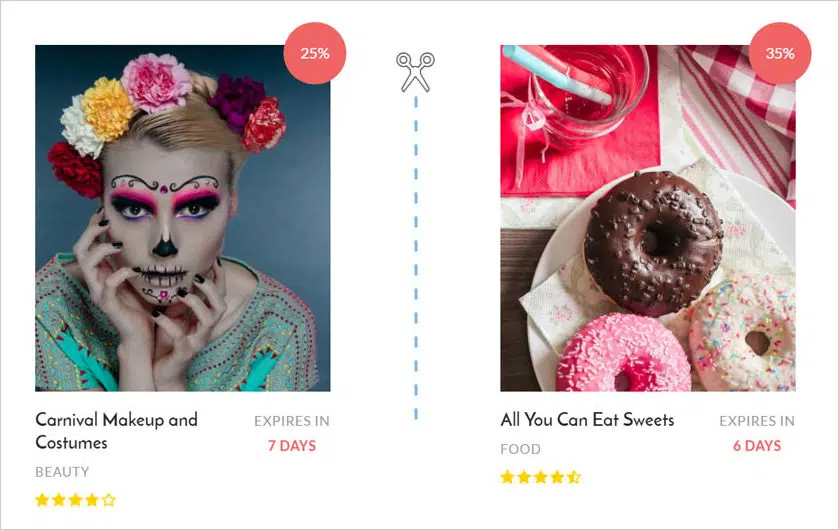 25%
Carnival Makeup and
Costumes
BEAUTY
EXPIRES IN
7 DAYS
35%
All You Can Eat Sweets
FOOD
EXPIRES IN
6 DAYS